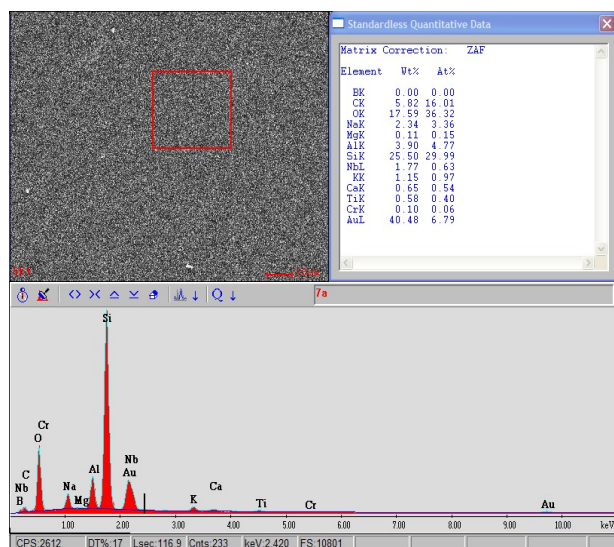 Standardless Quantitative Data
Matrix Correction: ZAF
Element Wt% At%
BK 0.00 0.00
CK 5.82 16.01
OK 17.59 36.32
NaK 2.34 3.36
MgK 0.11 0.15
AlK 3.90 4.77
SiK 25.50 29.99
NbL 1.77 0.63
KK 1.15 0.97
CaK 0.65 0.54
TiK 0.58 0.40
CrK 0.10 0.06
AuL 40.48 6.79
Q
7a
Si
Cr
O
C
Nb
B
Na
Mg
Al
Nb
Au
K
Ca
Ti
Cr
Au
1.00 2.00 3.00 4.00 5.00 6.00 7.00 8.00 9.00 10.00 keV
CPS:2612 DT%:17 Lsec:116.9 Cnts:233 keV:2.420 FS:10801